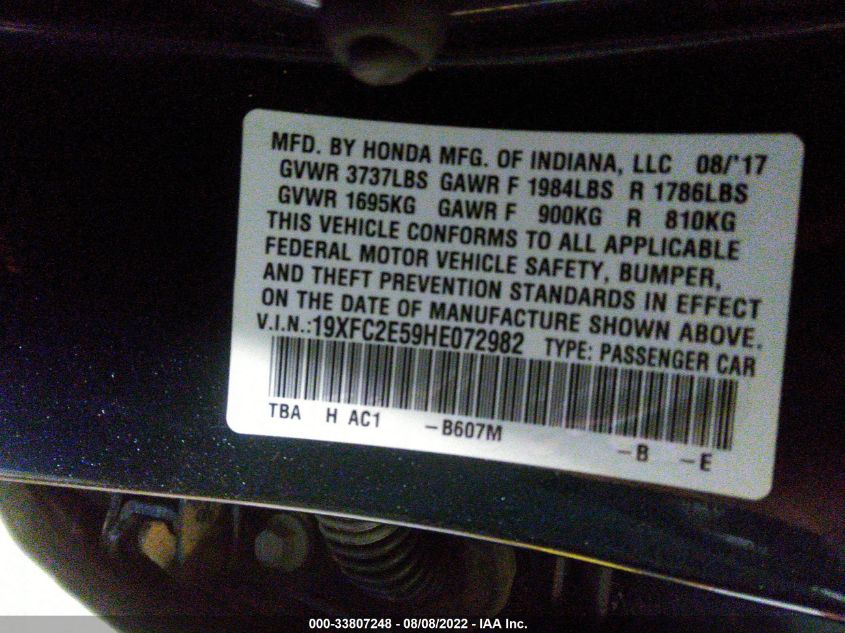 MFD. BY HONDA MFG. OF INDIANA, LLC 08/'17
GVWR 3737LBS GAWR F 1984LBS R 1786LBS
GVWR 1695KG GAWR F 900KG R 810KG
THIS VEHICLE CONFORMS TO ALL APPLICABLE
FEDERAL MOTOR VEHICLE SAFETY, BUMPER,
AND THEFT PREVENTION STANDARDS IN EFFECT
ON THE DATE OF MANUFACTURE SHOWN ABOVE.
V.I.N.:19XFC2E59HE072982 TYPE: PASSENGER CAR
TBA H AC1 -B607M -B -E
000-33807248 - 08/08/2022 - IAA Inc.